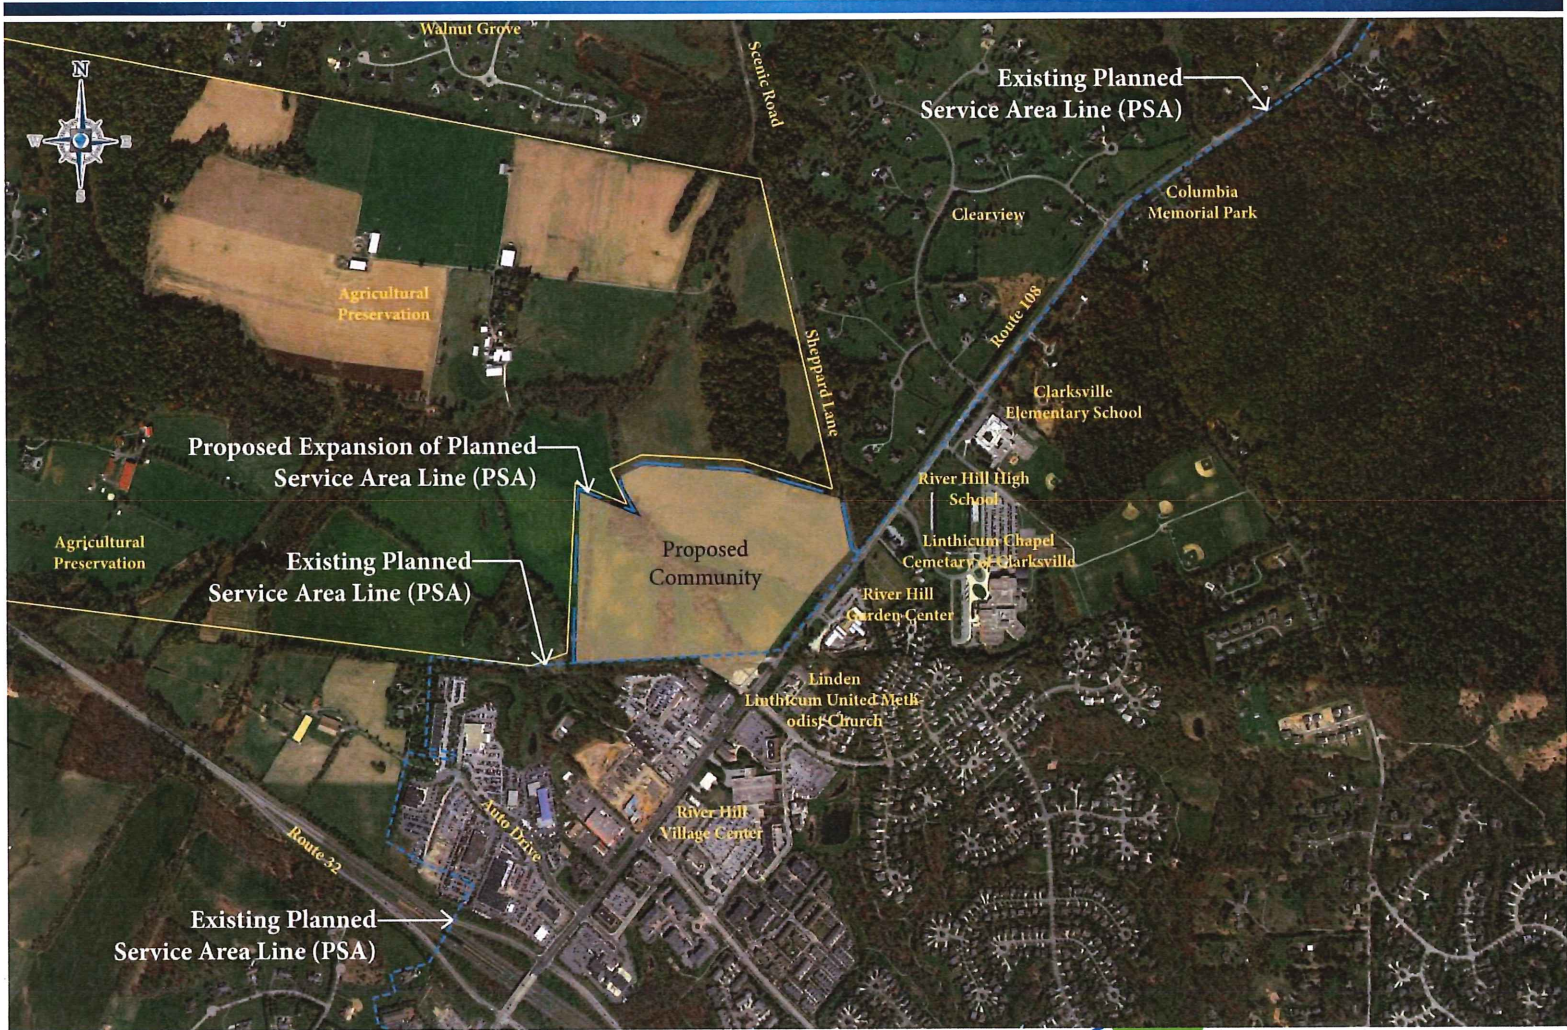 Walnut Grove
Scenic Road
Existing Planned
Service Area Line (PSA)
N
W
E
S
Columbia
Memorial Park
Clearview
Agricultural
Preservation
Route 108
Sheppard Lane
Clarksville
Elementary School
Proposed Expansion of Planned
Service Area Line (PSA)
River Hill High
School
Agricultural
Preservation
Proposed
Community
Linthicum Chapel
Cemetary of Clarksville
Existing Planned
Service Area Line (PSA)
River Hill
Garden Center
Linden
Linthicum United Meth-
odist Church
Auto Drive
River Hill
Village Center
Route 32
Existing Planned
Service Area Line (PSA)